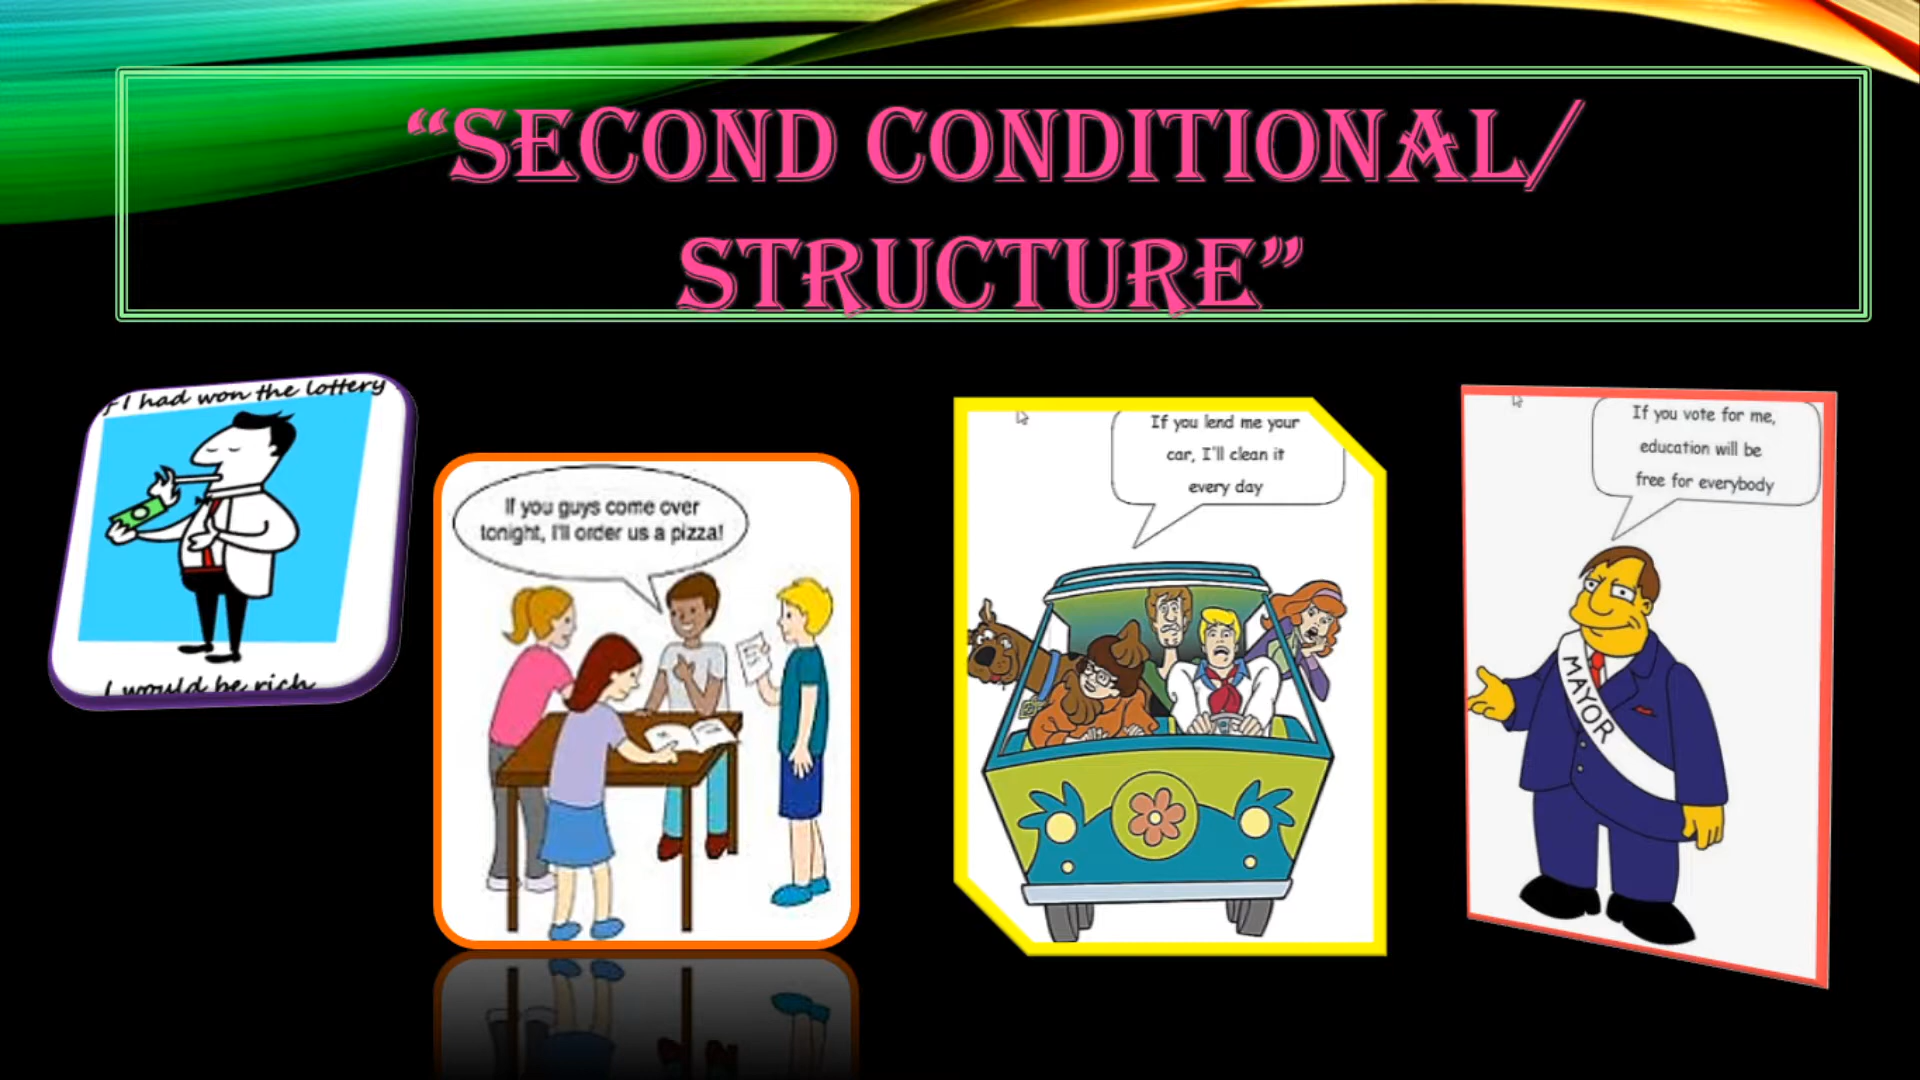 “SECOND CONDITIONAL/
STRUCTURE”
I had won the lottery
I would be rich
If you guys come over
tonight, I'll order us a pizza!
If you lend me your
car, I'll clean it
every day
If you vote for me,
education will be
free for everybody
MAYOR